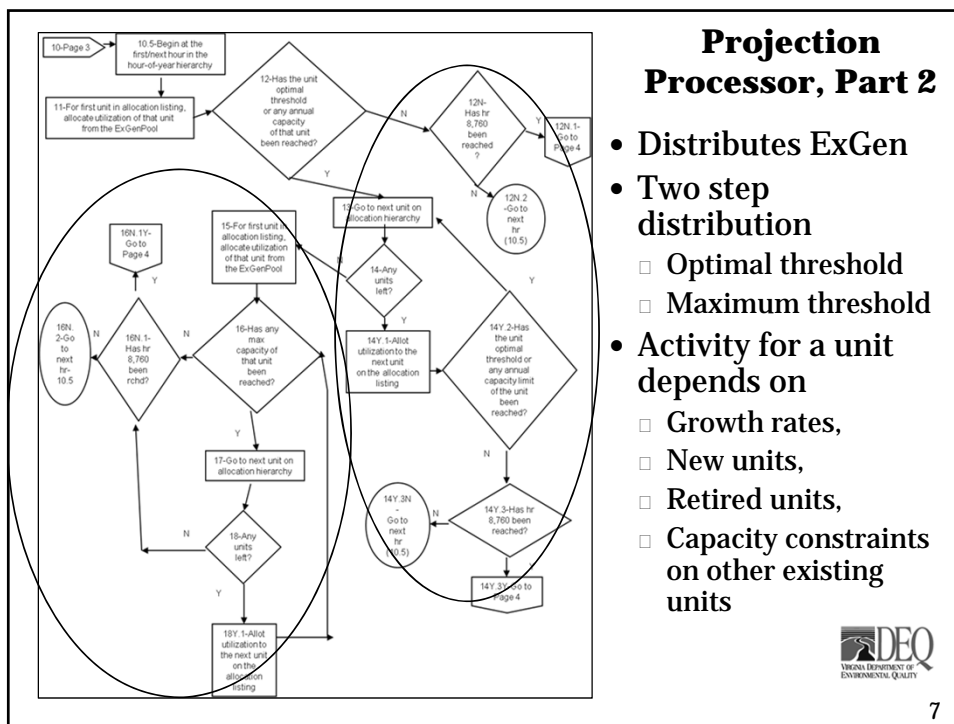 Projection
Processor, Part 2
10-Page 3
10.5-Begin at the
first/next hour in the
hour-of-year hierarchy
11-For first unit in allocation listing,
allocate utilization of that unit
from the ExGenPool
12-Has the unit
optimal
threshold
or any annual
capacity
of that unit
been reached?
N
Y
12N-
Has hr
8,760
been
reached
?
Y
N
12N.1-
Go to
Page 4
12N.2
-Go to
next
hr
(10.5)
13-Go to next unit on
allocation hierarchy
14-Any
units
left?
N
Y
14Y.1-Allot
utilization to the
next unit
on the allocation
listing
14Y.2-Has
the unit
optimal
threshold or
any annual
capacity limit
of the unit
been
reached?
Y
N
14Y.3-Has hr
8,760 been
reached?
N
Y
14Y.3N
-
Go to
next
hr
(10.5)
14Y.3Y-Go to
Page 4
15-For first unit in
allocation listing,
allocate utilization
of that unit from
the ExGenPool
16-Has any
max
capacity of
that unit
been
reached?
N
Y
16N.1-
Has hr
8,760
been
rchd?
Y
N
16N.1Y-
Go to
Page 4
16N.
2-Go
to
next
hr-
10.5
17-Go to next unit on
allocation hierarchy
18-Any
units
left?
N
Y
18Y.1-Allot
utilization to
the next unit
on the
allocation
listing
• Distributes ExGen
• Two step
distribution
□ Optimal threshold
□ Maximum threshold
• Activity for a unit
depends on
□ Growth rates,
□ New units,
□ Retired units,
□ Capacity constraints
on other existing
units
DEQ
VIRGINIA DEPARTMENT OF
ENVIRONMENTAL QUALITY
7